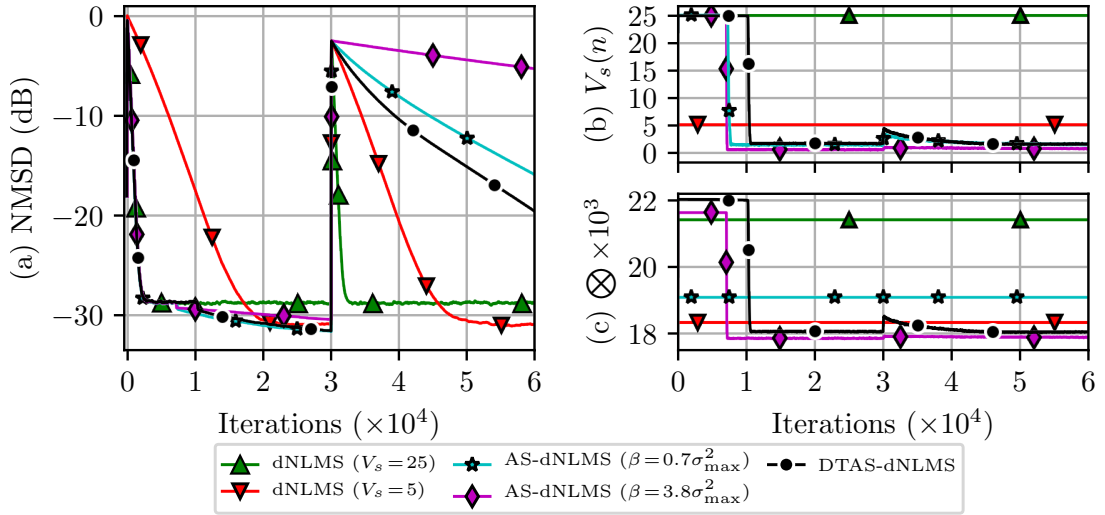 (a) NMSD (dB)
0
−10
−20
−30
0 1 2 3 4 5 6
Iterations (×10⁴)
(b) Vₛ(n)
25
20
15
10
5
0
(c) ⨂ ×10³
22
20
18
0 1 2 3 4 5 6
Iterations (×10⁴)
dNLMS (Vₛ=25)
dNLMS (Vₛ=5)
AS-dNLMS (β=0.7σ²max)
AS-dNLMS (β=3.8σ²max)
DTAS-dNLMS